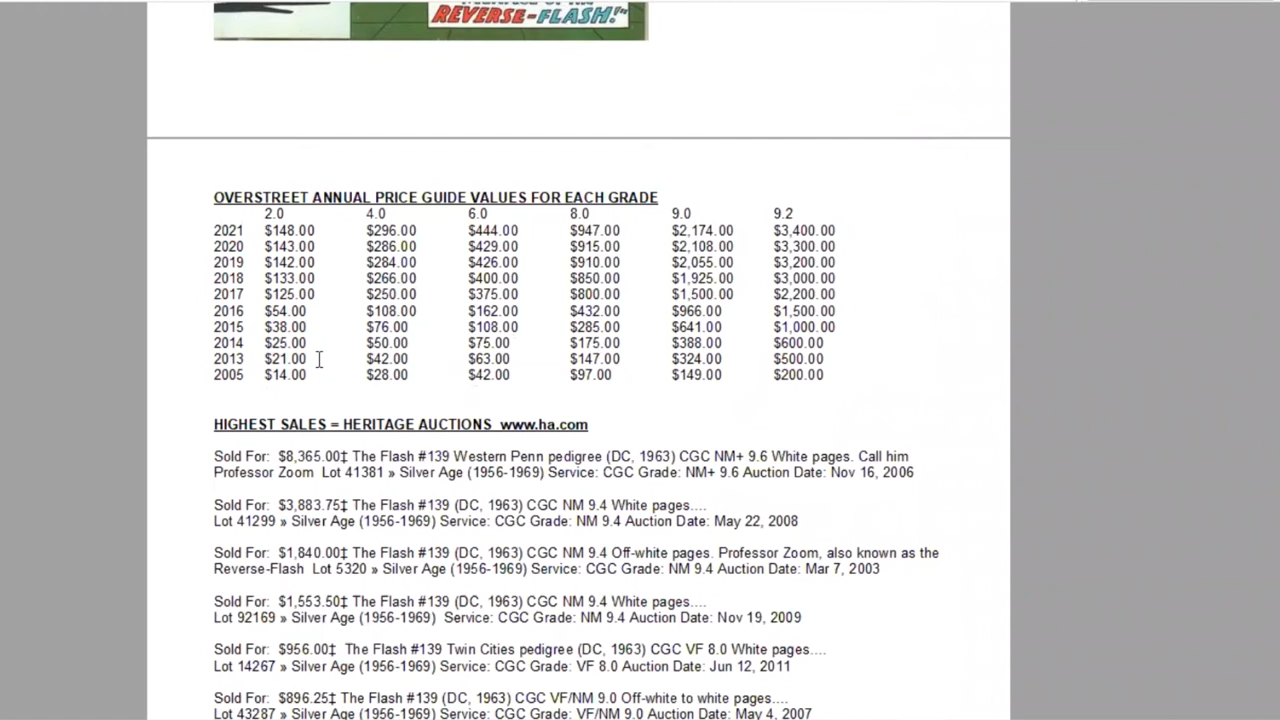 REVERSE-FLASH!"
OVERSTREET ANNUAL PRICE GUIDE VALUES FOR EACH GRADE
2.0 4.0 6.0 8.0 9.0 9.2
2021 $148.00 $296.00 $444.00 $947.00 $2,174.00 $3,400.00
2020 $143.00 $286.00 $429.00 $915.00 $2,108.00 $3,300.00
2019 $142.00 $284.00 $426.00 $910.00 $2,055.00 $3,200.00
2018 $133.00 $266.00 $400.00 $850.00 $1,925.00 $3,000.00
2017 $125.00 $250.00 $375.00 $800.00 $1,500.00 $2,200.00
2016 $54.00 $108.00 $162.00 $432.00 $966.00 $1,500.00
2015 $38.00 $76.00 $108.00 $285.00 $641.00 $1,000.00
2014 $25.00 $50.00 $75.00 $175.00 $388.00 $600.00
2013 $21.00 $42.00 $63.00 $147.00 $324.00 $500.00
2005 $14.00 $28.00 $42.00 $97.00 $149.00 $200.00
HIGHEST SALES = HERITAGE AUCTIONS www.ha.com
Sold For: $8,365.00‡ The Flash #139 Western Penn pedigree (DC, 1963) CGC NM+ 9.6 White pages. Call him
Professor Zoom Lot 41381 » Silver Age (1956-1969) Service: CGC Grade: NM+ 9.6 Auction Date: Nov 16, 2006
Sold For: $3,883.75‡ The Flash #139 (DC, 1963) CGC NM 9.4 White pages....
Lot 41299 » Silver Age (1956-1969) Service: CGC Grade: NM 9.4 Auction Date: May 22, 2008
Sold For: $1,840.00‡ The Flash #139 (DC, 1963) CGC NM 9.4 Off-white pages. Professor Zoom, also known as the
Reverse-Flash Lot 5320 » Silver Age (1956-1969) Service: CGC Grade: NM 9.4 Auction Date: Mar 7, 2003
Sold For: $1,553.50‡ The Flash #139 (DC, 1963) CGC NM 9.4 White pages....
Lot 92169 » Silver Age (1956-1969) Service: CGC Grade: NM 9.4 Auction Date: Nov 19, 2009
Sold For: $956.00‡ The Flash #139 Twin Cities pedigree (DC, 1963) CGC VF 8.0 White pages....
Lot 14267 » Silver Age (1956-1969) Service: CGC Grade: VF 8.0 Auction Date: Jun 12, 2011
Sold For: $896.25‡ The Flash #139 (DC, 1963) CGC VF/NM 9.0 Off-white to white pages....
Lot 43287 » Silver Age (1956-1969) Service: CGC Grade: VF/NM 9.0 Auction Date: May 4, 2007